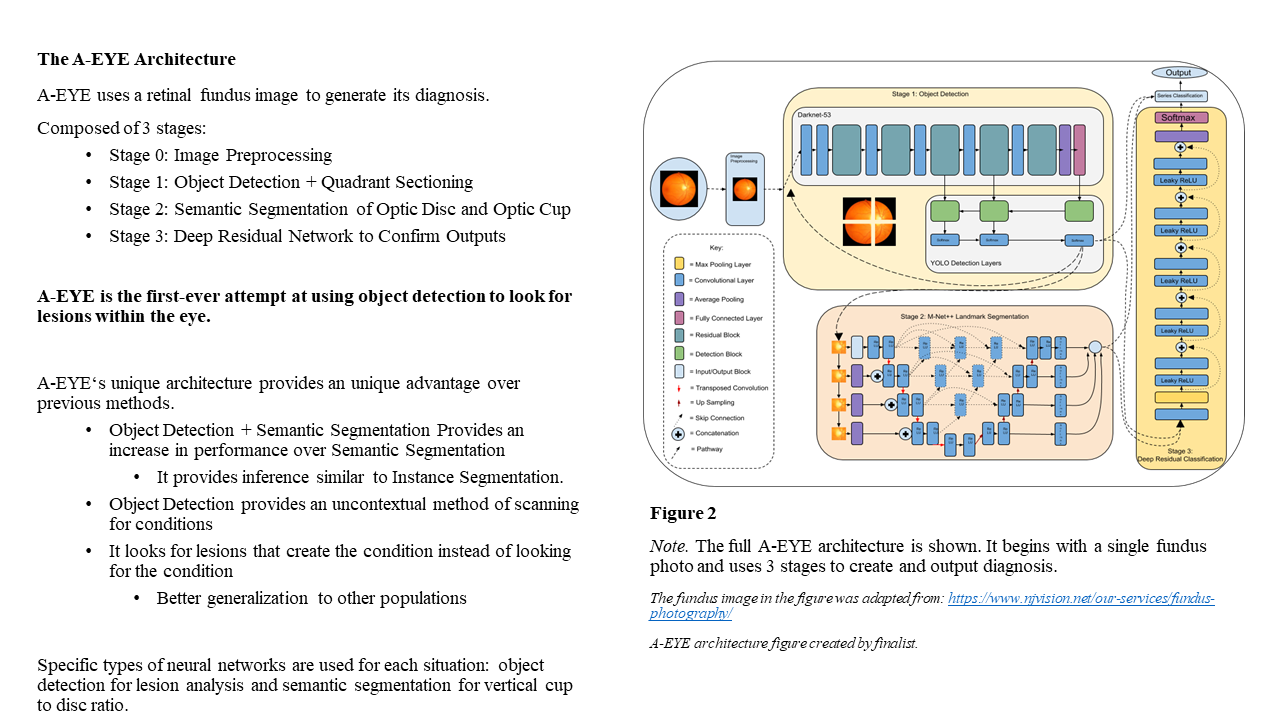 The A-EYE Architecture
A-EYE uses a retinal fundus image to generate its diagnosis.
Composed of 3 stages:
• Stage 0: Image Preprocessing
• Stage 1: Object Detection + Quadrant Sectioning
• Stage 2: Semantic Segmentation of Optic Disc and Optic Cup
• Stage 3: Deep Residual Network to Confirm Outputs
A-EYE is the first-ever attempt at using object detection to look for
lesions within the eye.
A-EYE‘s unique architecture provides an unique advantage over
previous methods.
• Object Detection + Semantic Segmentation Provides an
increase in performance over Semantic Segmentation
• It provides inference similar to Instance Segmentation.
• Object Detection provides an uncontextual method of scanning
for conditions
• It looks for lesions that create the condition instead of looking
for the condition
• Better generalization to other populations
Specific types of neural networks are used for each situation: object
detection for lesion analysis and semantic segmentation for vertical cup
to disc ratio.
Output
Series Classification
Softmax
Leaky ReLU
Leaky ReLU
Leaky ReLU
Leaky ReLU
Leaky ReLU
Stage 3:
Deep Residual Classification
Stage 1: Object Detection
Darknet-53
Image
Preprocessing
Softmax
Softmax
Softmax
YOLO Detection Layers
Key:
= Max Pooling Layer
= Convolutional Layer
= Average Pooling
= Fully Connected Layer
= Residual Block
= Detection Block
= Input/Output Block
= Transposed Convolution
= Up Sampling
= Skip Connection
= Concatenation
= Pathway
Stage 2: M-Net++ Landmark Segmentation
Figure 2
Note. The full A-EYE architecture is shown. It begins with a single fundus
photo and uses 3 stages to create and output diagnosis.
The fundus image in the figure was adapted from: https://www.njvision.net/our-services/fundus-
photography/
A-EYE architecture figure created by finalist.